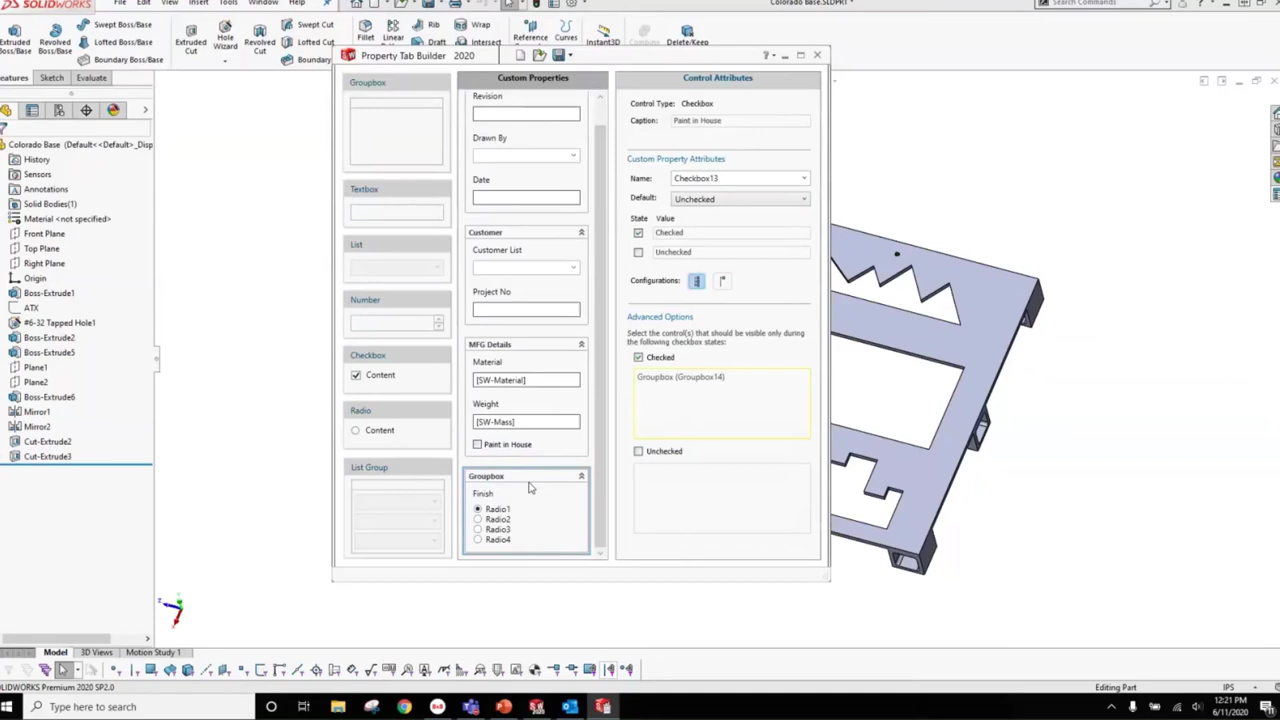 SOLIDWORKS
File
Edit
View
Insert
Tools
Window
Help
Colorado Base.SLDPRT *
Search Commands
Extruded
Boss/Base
Revolved
Boss/Base
Swept Boss/Base
Lofted Boss/Base
Boundary Boss/Base
Extruded
Cut
Hole
Wizard
Revolved
Cut
Swept Cut
Lofted Cut
Boundary
Fillet
Linear
Rib
Draft
Wrap
Intersect
Reference
Curves
Instant3D
Delete/Keep
Features
Sketch
Evaluate
Colorado Base (Default<<Default>_Disp
History
Sensors
Annotations
Solid Bodies(1)
Material <not specified>
Front Plane
Top Plane
Right Plane
Origin
Boss-Extrude1
ATX
#6-32 Tapped Hole1
Boss-Extrude2
Boss-Extrude5
Plane1
Plane2
Boss-Extrude6
Mirror1
Mirror2
Cut-Extrude2
Cut-Extrude3
Property Tab Builder 2020
Groupbox
Textbox
List
Number
Checkbox
Content
Radio
Content
List Group
Custom Properties
Revision
Drawn By
Date
Customer
Customer List
Project No
MFG Details
Material
[SW-Material]
Weight
[SW-Mass]
Paint in House
Groupbox
Finish
Radio1
Radio2
Radio3
Radio4
Control Attributes
Control Type: Checkbox
Caption: Paint in House
Custom Property Attributes
Name: Checkbox13
Default: Unchecked
State Value
Checked
Unchecked
Configurations:
Advanced Options
Select the control(s) that should be visible only during
the following checkbox states:
Checked
Groupbox (Groupbox14)
Unchecked
Model
3D Views
Motion Study 1
SOLIDWORKS Premium 2020 SP2.0
Editing Part
IPS
Type here to search
12:21 PM
6/11/2020